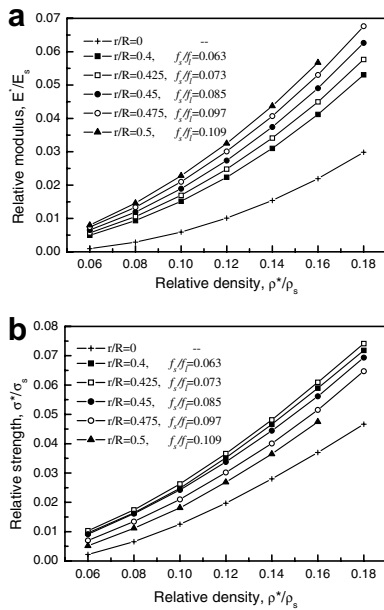 a
0.07
0.06
0.05
0.04
0.03
0.02
0.01
0.00
Relative modulus, E*/Es
r/R=0 --
r/R=0.4, fs/fl=0.063
r/R=0.425, fs/fl=0.073
r/R=0.45, fs/fl=0.085
r/R=0.475, fs/fl=0.097
r/R=0.5, fs/fl=0.109
0.06 0.08 0.10 0.12 0.14 0.16 0.18
Relative density, ρ*/ρs
b
0.08
0.07
0.06
0.05
0.04
0.03
0.02
0.01
0.00
Relative strength, σ*/σs
r/R=0 --
r/R=0.4, fs/fl=0.063
r/R=0.425, fs/fl=0.073
r/R=0.45, fs/fl=0.085
r/R=0.475, fs/fl=0.097
r/R=0.5, fs/fl=0.109
0.06 0.08 0.10 0.12 0.14 0.16 0.18
Relative density, ρ*/ρs